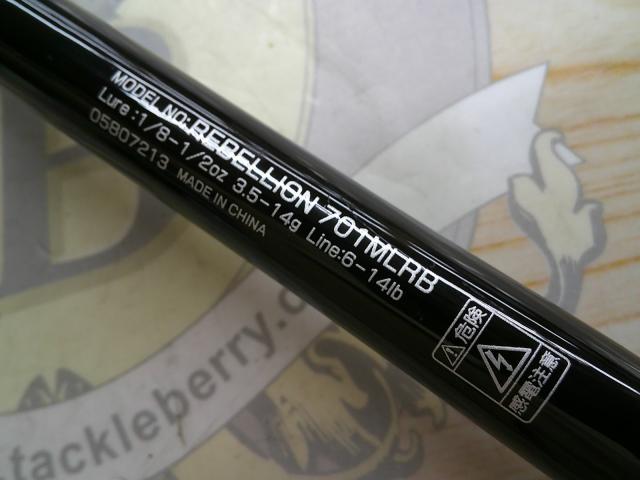 MODEL NO:REBELLION 701MLRB
Lure:1/8-1/2oz 3.5-14g Line:6-14lb
05807213 MADE IN CHINA
⚠危険
感電注意
tackleberry.c